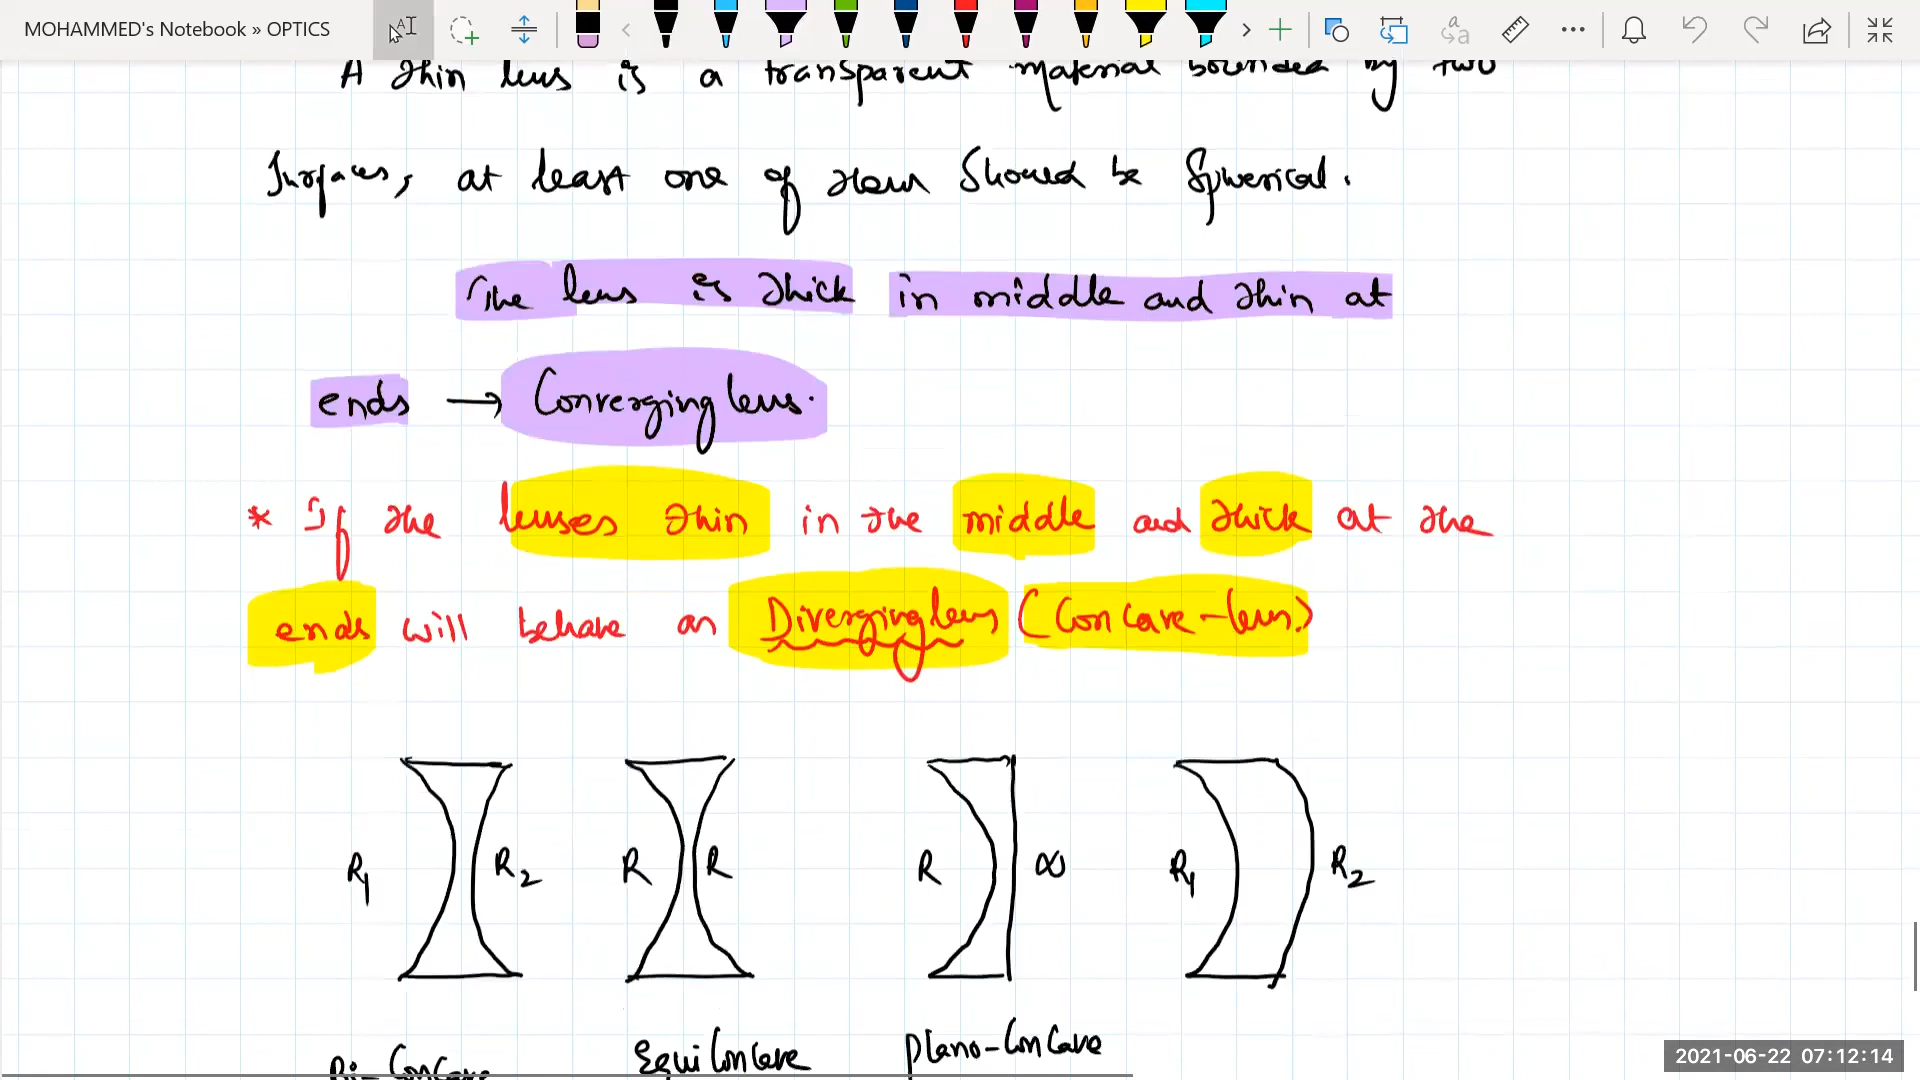 MOHAMMED's Notebook » OPTICS
A thin lens is a transparent material bounded by two
surfaces, at least one of them should be spherical.
The lens is thick in middle and thin at
ends → Converging lens.
* If the lenses thin in the middle and thick at the
ends will behave as Diverging lens (Concave-lens)
R1 R2 R R R ∞ R1 R2
Bi-Concave Equi Concave Plano-Concave
2021-06-22 07:12:14